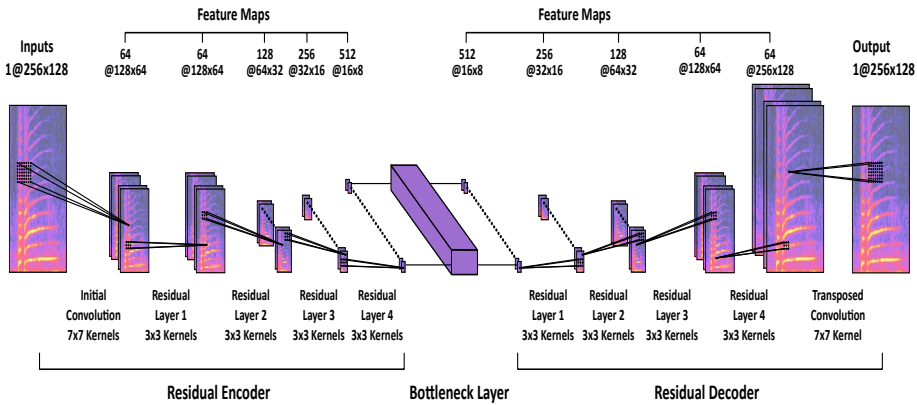 Feature Maps
Feature Maps
Inputs
1@256x128
64
@128x64
64
@128x64
128
@64x32
256
@32x16
512
@16x8
512
@16x8
256
@32x16
128
@64x32
64
@128x64
64
@256x128
Output
1@256x128
Initial
Convolution
7x7 Kernels
Residual
Layer 1
3x3 Kernels
Residual
Layer 2
3x3 Kernels
Residual
Layer 3
3x3 Kernels
Residual
Layer 4
3x3 Kernels
Residual
Layer 1
3x3 Kernels
Residual
Layer 2
3x3 Kernels
Residual
Layer 3
3x3 Kernels
Residual
Layer 4
3x3 Kernels
Transposed
Convolution
7x7 Kernel
Residual Encoder
Bottleneck Layer
Residual Decoder